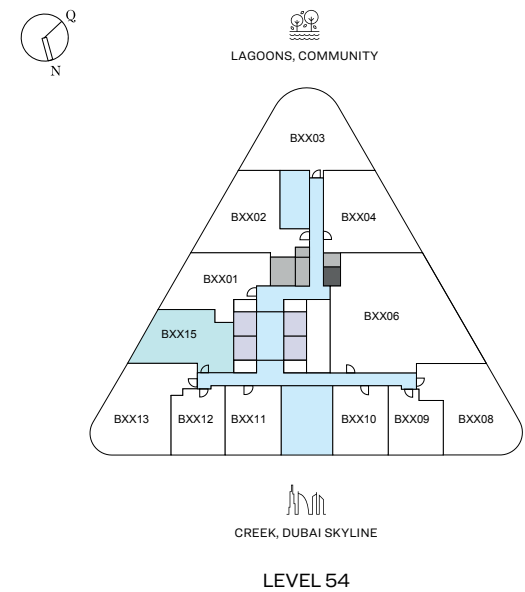 Q
N
LAGOONS, COMMUNITY
BXX03
BXX02
BXX04
BXX01
BXX06
BXX15
BXX13
BXX12
BXX11
BXX10
BXX09
BXX08
CREEK, DUBAI SKYLINE
LEVEL 54